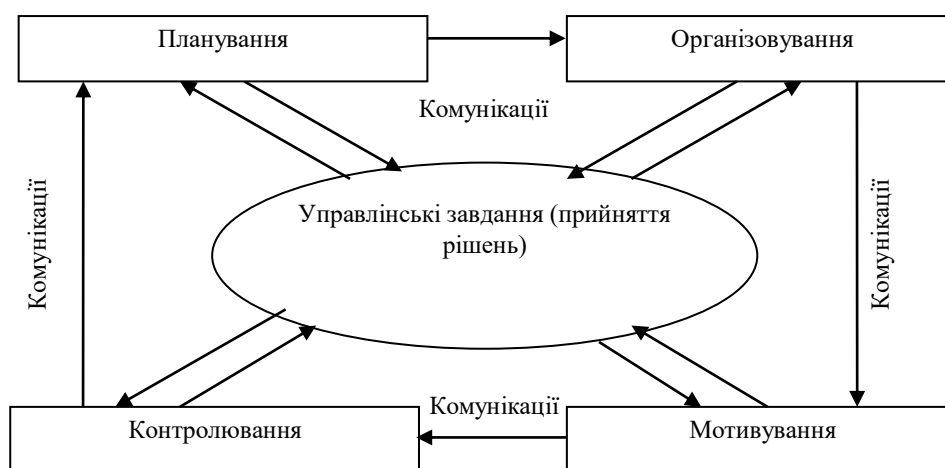 Планування
Організовування
Комунікації
Комунікації
Управлінські завдання (прийняття
рішень)
Комунікації
Комунікації
Контролювання
Мотивування